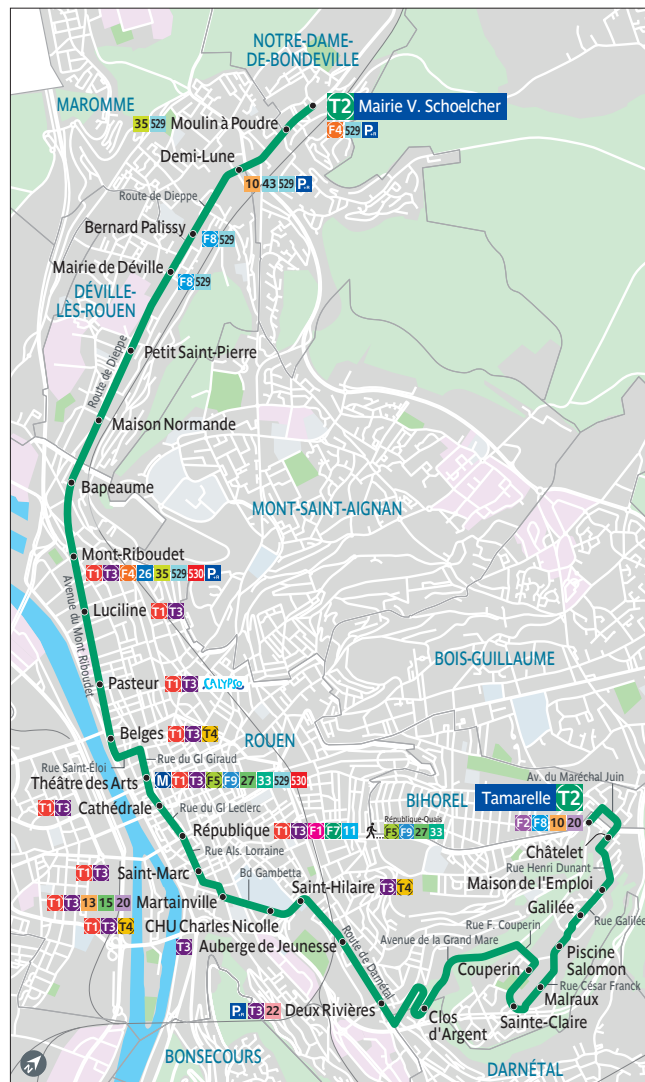 NOTRE-DAME-
DE-BONDEVILLE
T2 Mairie V. Schoelcher
F4 529 P+R
MAROMME
35 529 Moulin à Poudre
Demi-Lune
10 43 529 P+R
Route de Dieppe
Bernard Palissy
F8 529
Mairie de Déville
F8 529
DÉVILLE-
LÈS-ROUEN
Petit Saint-Pierre
Route de Dieppe
Maison Normande
Bapeaume
MONT-SAINT-AIGNAN
Mont-Riboudet
T1 T3 F4 26 35 529 530 P+R
Avenue du Mont Riboudet
Luciline T1 T3
BOIS-GUILLAUME
Pasteur T1 T3 CALYPSO
Belges T1 T3 T4
ROUEN
Rue Saint-Éloi
Rue du Gl Giraud
Théâtre des Arts M T1 T3 F5 F9 27 33 529 530
Av. du Maréchal Juin
BIHOREL
Tamarelle T2
F2 F8 10 20
T1 T3 Cathédrale
Rue du Gl Leclerc
République T1 T3 F1 F7 11
République-Quais
F5 F9 27 33
Châtelet
Rue Als. Lorraine
Rue Henri Dunant
T1 T3 Saint-Marc
Bd Gambetta
Maison de l'Emploi
Saint-Hilaire T3 T4
T1 T3 13 15 20 Martainville
Galilée
Rue Galilée
T1 T3 T4 CHU Charles Nicolle
Rue F. Couperin
T3 Auberge de Jeunesse
Avenue de la Grand Mare
Route de Darnétal
Piscine
Salomon
Couperin
Rue César Franck
Malraux
P+R T3 22 Deux Rivières
Clos
d'Argent
Sainte-Claire
BONSECOURS
DARNÉTAL
N